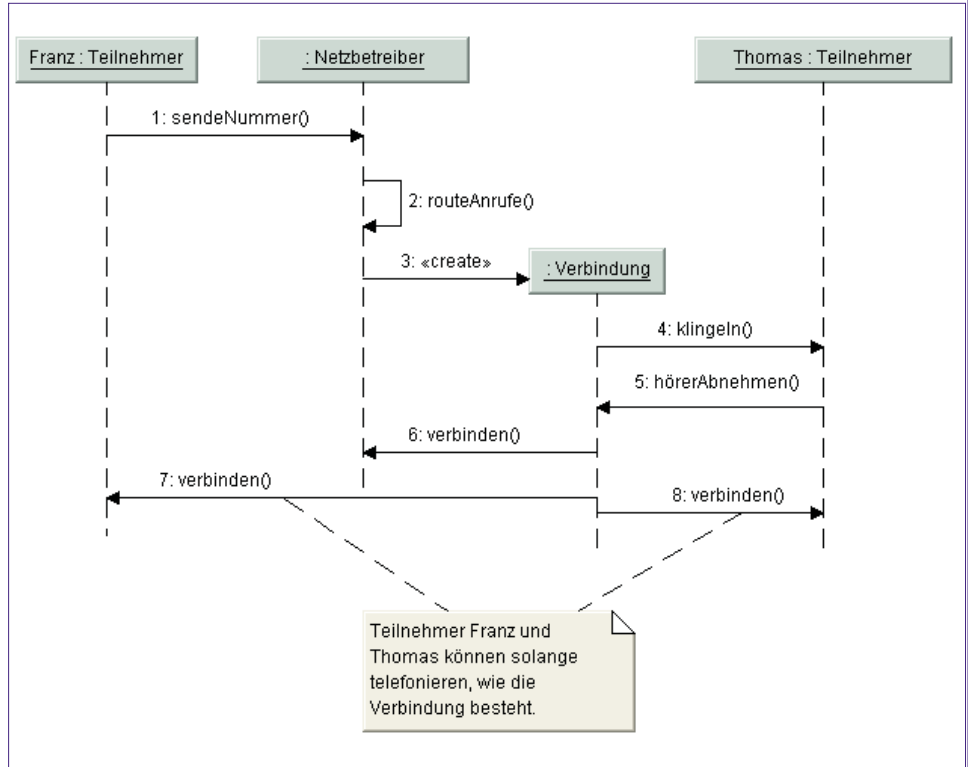 Franz : Teilnehmer
: Netzbetreiber
Thomas : Teilnehmer
1: sendeNummer()
2: routeAnrufe()
3: «create»
: Verbindung
4: klingeln()
5: hörerAbnehmen()
6: verbinden()
7: verbinden()
8: verbinden()
Teilnehmer Franz und
Thomas können solange
telefonieren, wie die
Verbindung besteht.